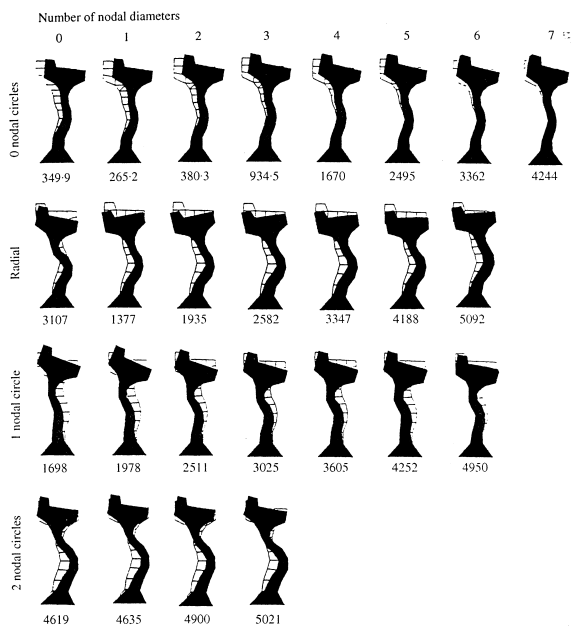 Number of nodal diameters
0 1 2 3 4 5 6 7
0 nodal circles
349·9 265·2 380·3 934·5 1670 2495 3362 4244
Radial
3107 1377 1935 2582 3347 4188 5092
1 nodal circle
1698 1978 2511 3025 3605 4252 4950
2 nodal circles
4619 4635 4900 5021